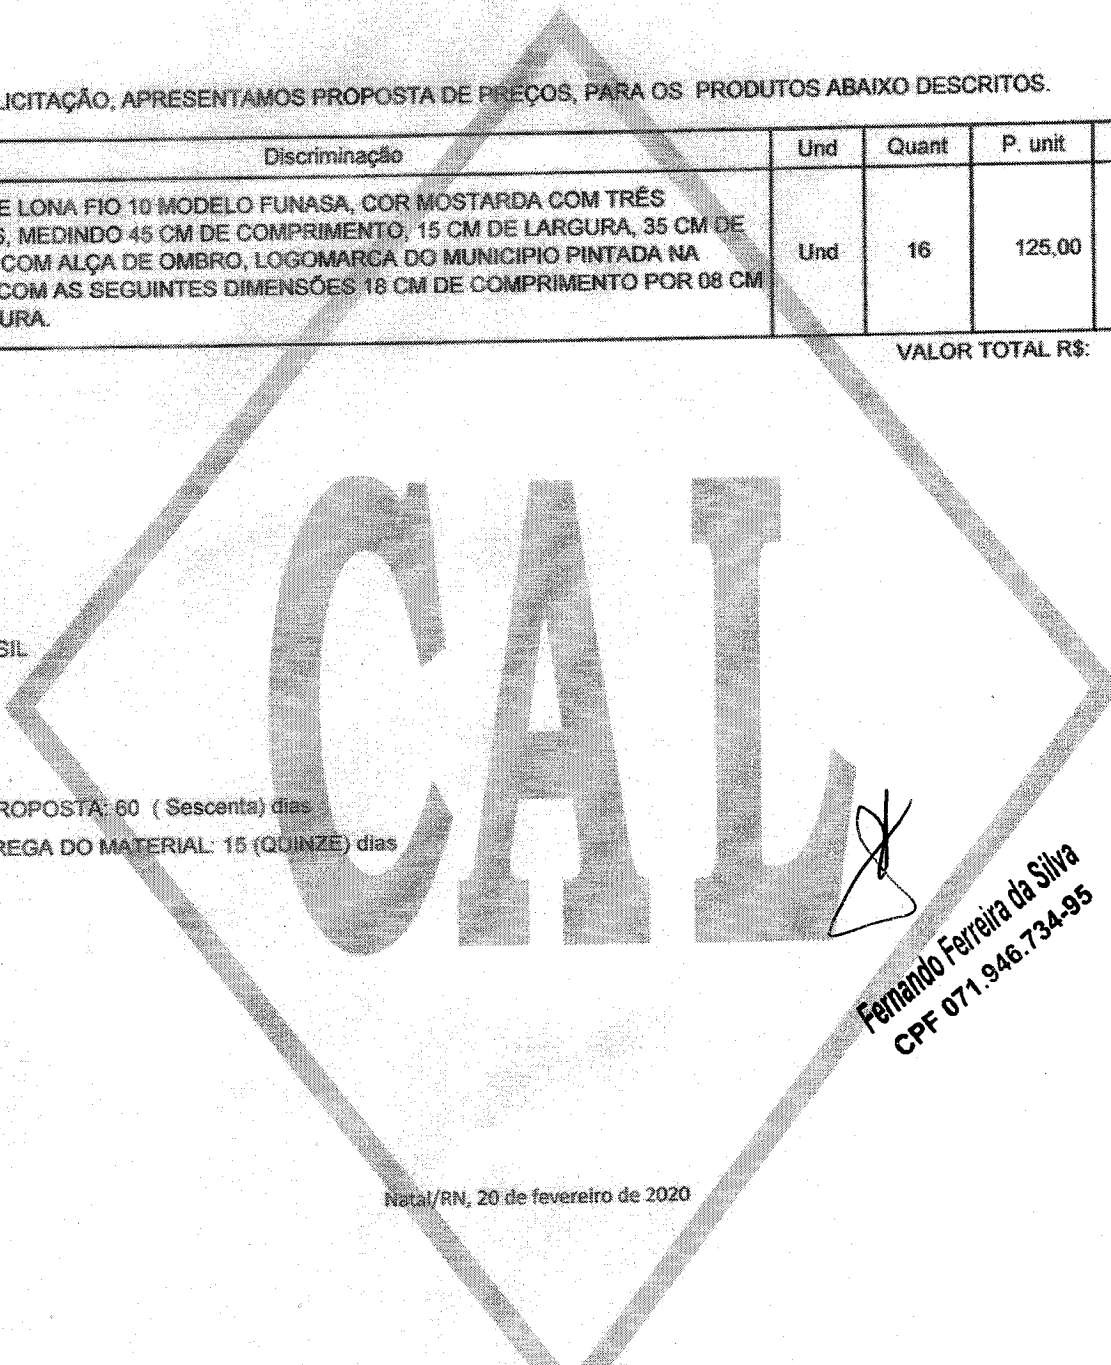 LICITAÇÃO, APRESENTAMOS PROPOSTA DE PREÇOS, PARA OS PRODUTOS ABAIXO DESCRITOS.
Discriminação Und Quant P. unit
E LONA FIO 10 MODELO FUNASA, COR MOSTARDA COM TRÊS
S, MEDINDO 45 CM DE COMPRIMENTO, 15 CM DE LARGURA, 35 CM DE
COM ALÇA DE OMBRO, LOGOMARCA DO MUNICIPIO PINTADA NA Und 16 125,00
COM AS SEGUINTES DIMENSÕES 18 CM DE COMPRIMENTO POR 08 CM
URA.
VALOR TOTAL R$:
CAL
SIL
ROPOSTA: 60 ( Sescenta) dias
REGA DO MATERIAL: 15 (QUINZE) dias
Fernando Ferreira da Silva
CPF 071.946.734-95
Natal/RN, 20 de fevereiro de 2020